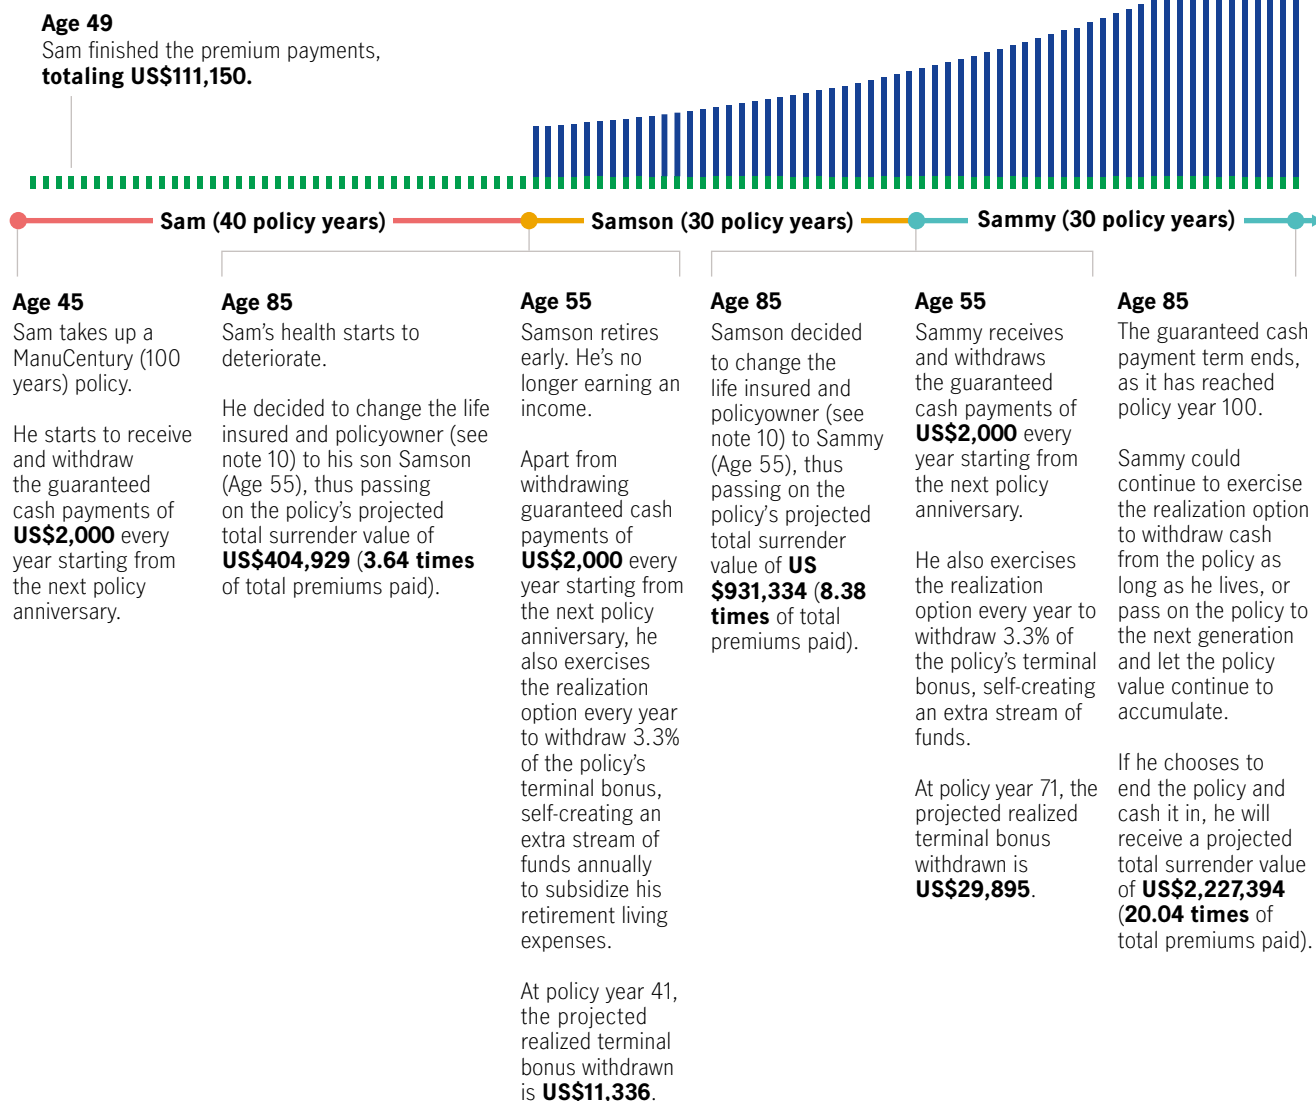 Age 49
Sam finished the premium payments,
totaling US$111,150.
Sam (40 policy years)
Samson (30 policy years)
Sammy (30 policy years)
Age 45
Sam takes up a
ManuCentury (100
years) policy.
He starts to receive
and withdraw
the guaranteed
cash payments of
US$2,000 every
year starting from
the next policy
anniversary.
Age 85
Sam’s health starts to
deteriorate.
He decided to change the life
insured and policyowner (see
note 10) to his son Samson
(Age 55), thus passing
on the policy’s projected
total surrender value of
US$404,929 (3.64 times
of total premiums paid).
Age 55
Samson retires
early. He’s no
longer earning an
income.
Apart from
withdrawing
guaranteed cash
payments of
US$2,000 every
year starting from
the next policy
anniversary, he
also exercises
the realization
option every year
to withdraw 3.3%
of the policy’s
terminal bonus,
self-creating an
extra stream of
funds annually
to subsidize his
retirement living
expenses.
At policy year 41,
the projected
realized terminal
bonus withdrawn
is US$11,336.
Age 85
Samson decided
to change the
life insured and
policyowner (see
note 10) to Sammy
(Age 55), thus
passing on the
policy’s projected
total surrender
value of US
$931,334 (8.38
times of total
premiums paid).
Age 55
Sammy receives
and withdraws
the guaranteed
cash payments of
US$2,000 every
year starting from
the next policy
anniversary.
He also exercises
the realization
option every year to
withdraw 3.3% of
the policy’s terminal
bonus, self-creating
an extra stream of
funds.
At policy year 71, the
projected realized
terminal bonus
withdrawn is
US$29,895.
Age 85
The guaranteed cash
payment term ends,
as it has reached
policy year 100.
Sammy could
continue to exercise
the realization option
to withdraw cash
from the policy as
long as he lives, or
pass on the policy to
the next generation
and let the policy
value continue to
accumulate.
If he chooses to
end the policy and
cash it in, he will
receive a projected
total surrender value
of US$2,227,394
(20.04 times of
total premiums paid).